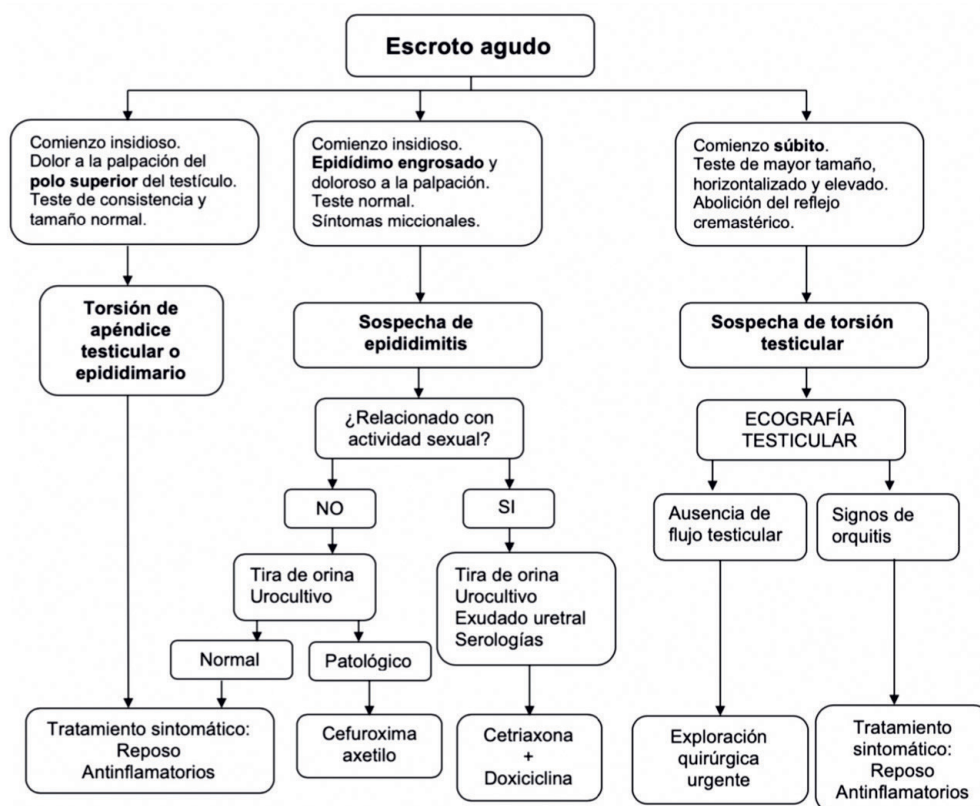 Escroto agudo
Comienzo insidioso.
Dolor a la palpación del
polo superior del testículo.
Teste de consistencia y
tamaño normal.
Comienzo insidioso.
Epidídimo engrosado y
doloroso a la palpación.
Teste normal.
Síntomas miccionales.
Comienzo súbito.
Teste de mayor tamaño,
horizontalizado y elevado.
Abolición del reflejo
cremastérico.
Torsión de
apéndice
testicular o
epididimario
Sospecha de
epididimitis
Sospecha de torsión
testicular
¿Relacionado con
actividad sexual?
ECOGRAFÍA
TESTICULAR
NO
SI
Ausencia de
flujo testicular
Signos de
orquitis
Tira de orina
Urocultivo
Tira de orina
Urocultivo
Exudado uretral
Serologías
Normal
Patológico
Tratamiento sintomático:
Reposo
Antinflamatorios
Cefuroxima
axetilo
Cetriaxona
+
Doxiciclina
Exploración
quirúrgica
urgente
Tratamiento
sintomático:
Reposo
Antinflamatorios